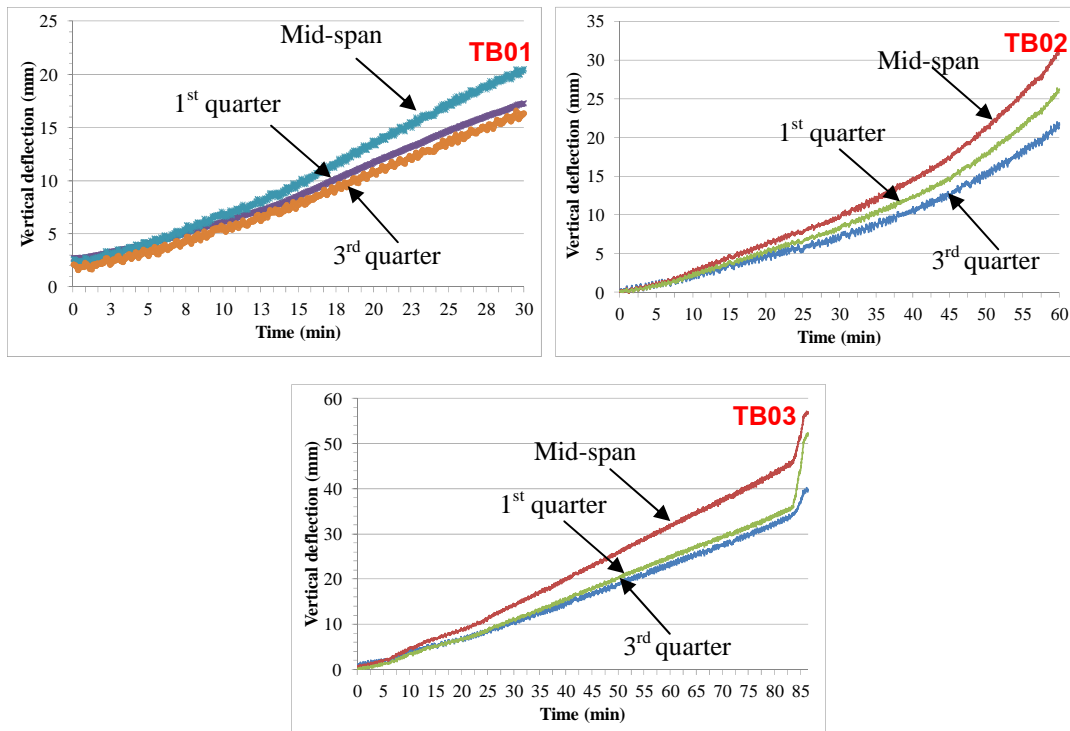 TB01
Vertical deflection (mm)
25
20
15
10
5
0
Mid-span
1st quarter
3rd quarter
0 3 5 8 10 13 15 18 20 23 25 28 30
Time (min)
TB02
Vertical deflection (mm)
35
30
25
20
15
10
5
0
Mid-span
1st quarter
3rd quarter
0 5 10 15 20 25 30 35 40 45 50 55 60
Time (min)
TB03
Vertical deflection (mm)
60
50
40
30
20
10
0
Mid-span
1st quarter
3rd quarter
0 5 10 15 20 25 30 35 40 45 50 55 60 65 70 75 80 85
Time (min)